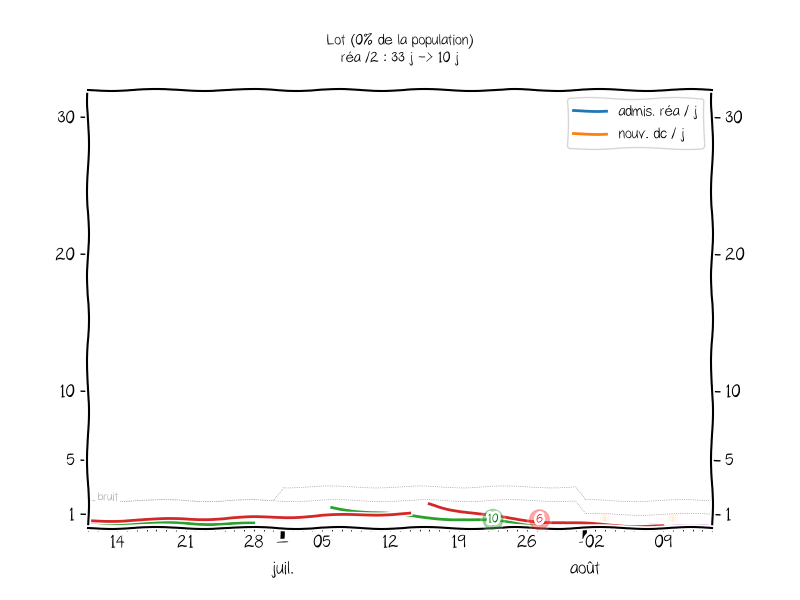 Lot (0% de la population)
réa /2 : 33 j -> 10 j
admis. réa / j
nouv. dc / j
30
30
20
20
10
10
5
5
bruit
1
1
10
6
14 21 28 05 12 19 26 02 09
juil. août